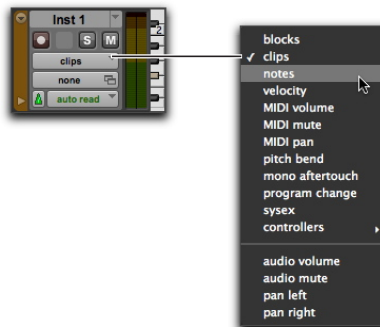 Inst 1
2
S M
clips
none
auto read
blocks
✓ clips
notes
velocity
MIDI volume
MIDI mute
MIDI pan
pitch bend
mono aftertouch
program change
sysex
controllers
audio volume
audio mute
pan left
pan right